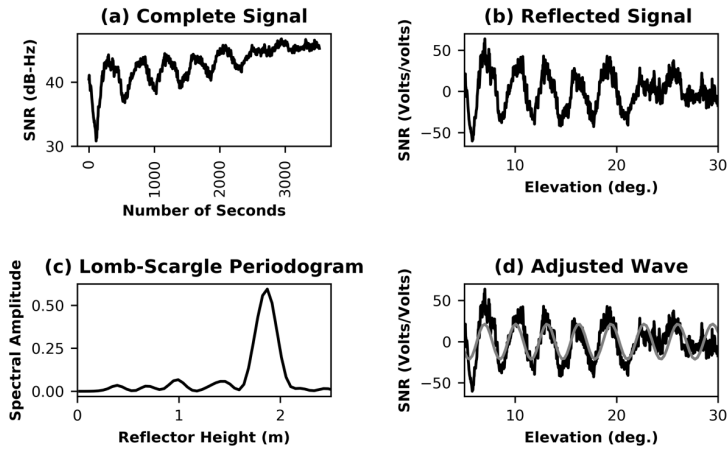 (a) Complete Signal
SNR (dB-Hz)
40
30
0
1000
2000
3000
Number of Seconds
(b) Reflected Signal
SNR (Volts/volts)
50
0
−50
10
20
30
Elevation (deg.)
(c) Lomb-Scargle Periodogram
Spectral Amplitude
0.50
0.25
0.00
0
1
2
Reflector Height (m)
(d) Adjusted Wave
SNR (Volts/Volts)
50
0
−50
10
20
30
Elevation (deg.)